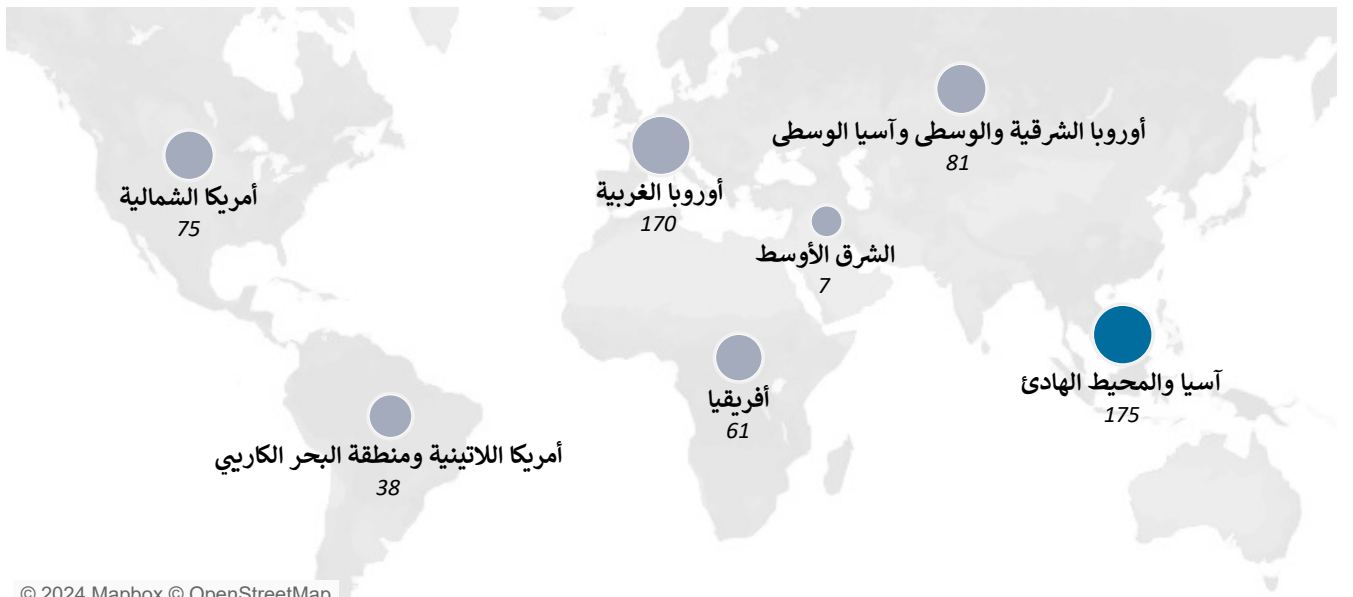 أوروبا الشرقية والوسطى وآسيا الوسطى
81
أمريكا الشمالية
75
أوروبا الغربية
170
الشرق الأوسط
7
آسيا والمحيط الهادئ
175
أفريقيا
61
أمريكا اللاتينية ومنطقة البحر الكاريبي
38
© 2024 Mapbox © OpenStreetMap